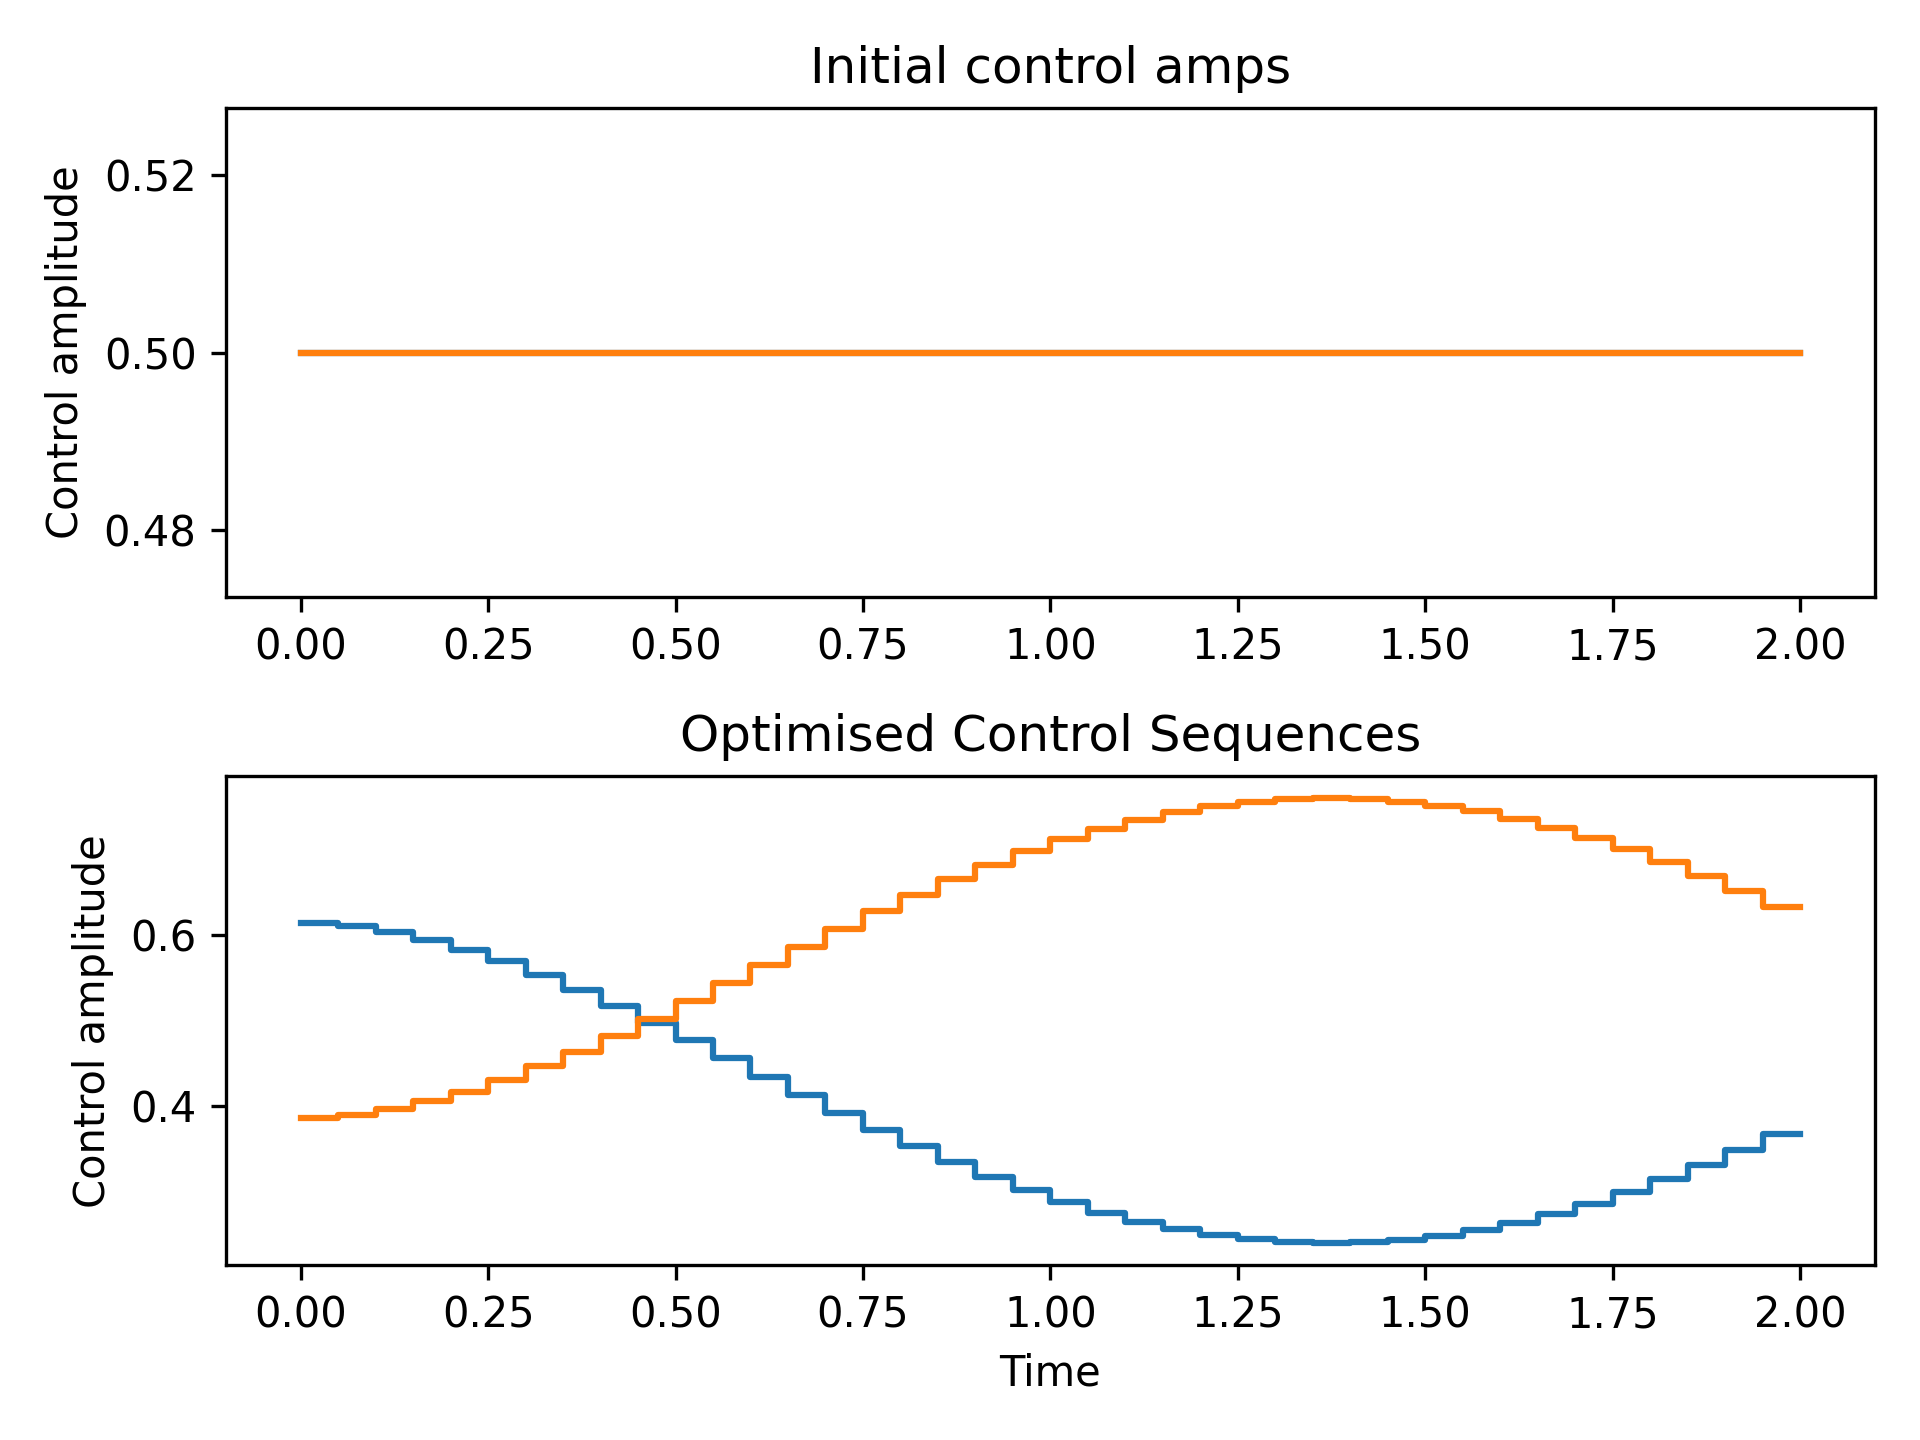 Initial control amps
Control amplitude
0.52
0.50
0.48
0.00 0.25 0.50 0.75 1.00 1.25 1.50 1.75 2.00
Optimised Control Sequences
Control amplitude
0.6
0.4
0.00 0.25 0.50 0.75 1.00 1.25 1.50 1.75 2.00
Time